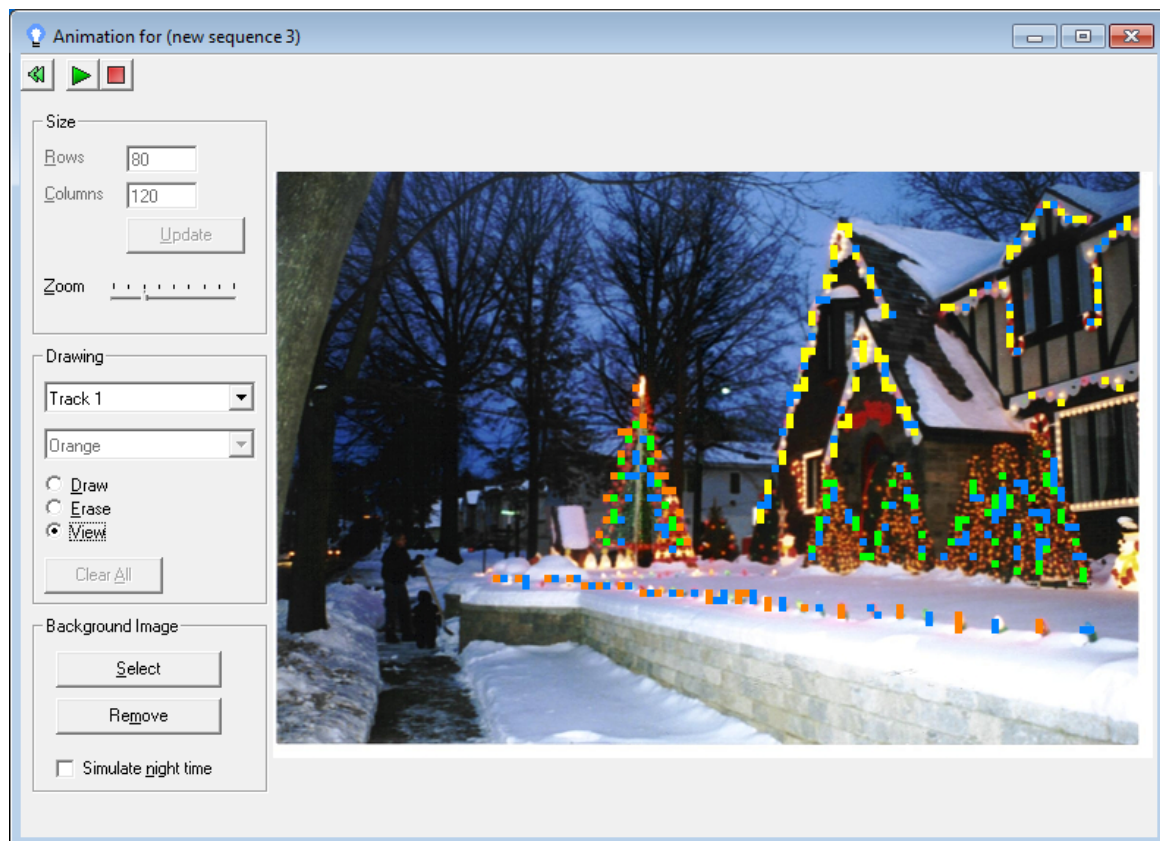 Animation for (new sequence 3)
Size
Rows 80
Columns 120
Update
Zoom
Drawing
Track 1
Orange
Draw
Erase
View
Clear All
Background Image
Select
Remove
Simulate night time